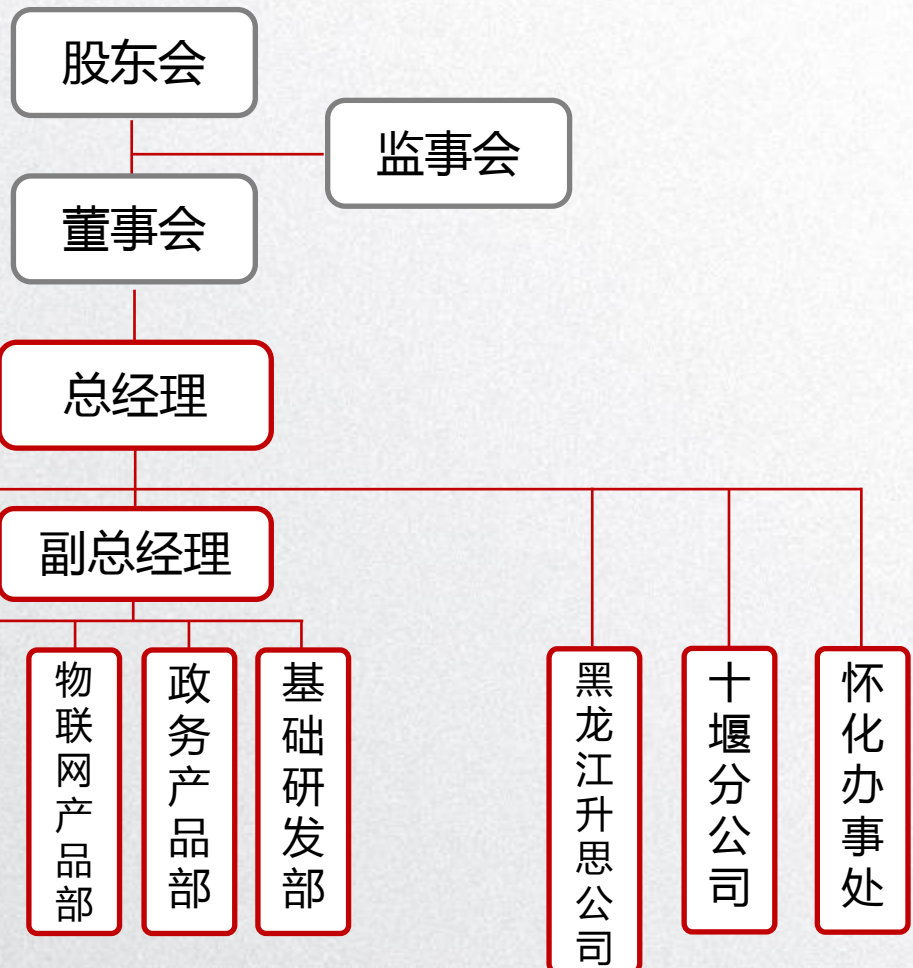 股东会
监事会
董事会
总经理
副总经理
物联网产品部
政务产品部
基础研发部
黑龙江升思公司
十堰分公司
怀化办事处